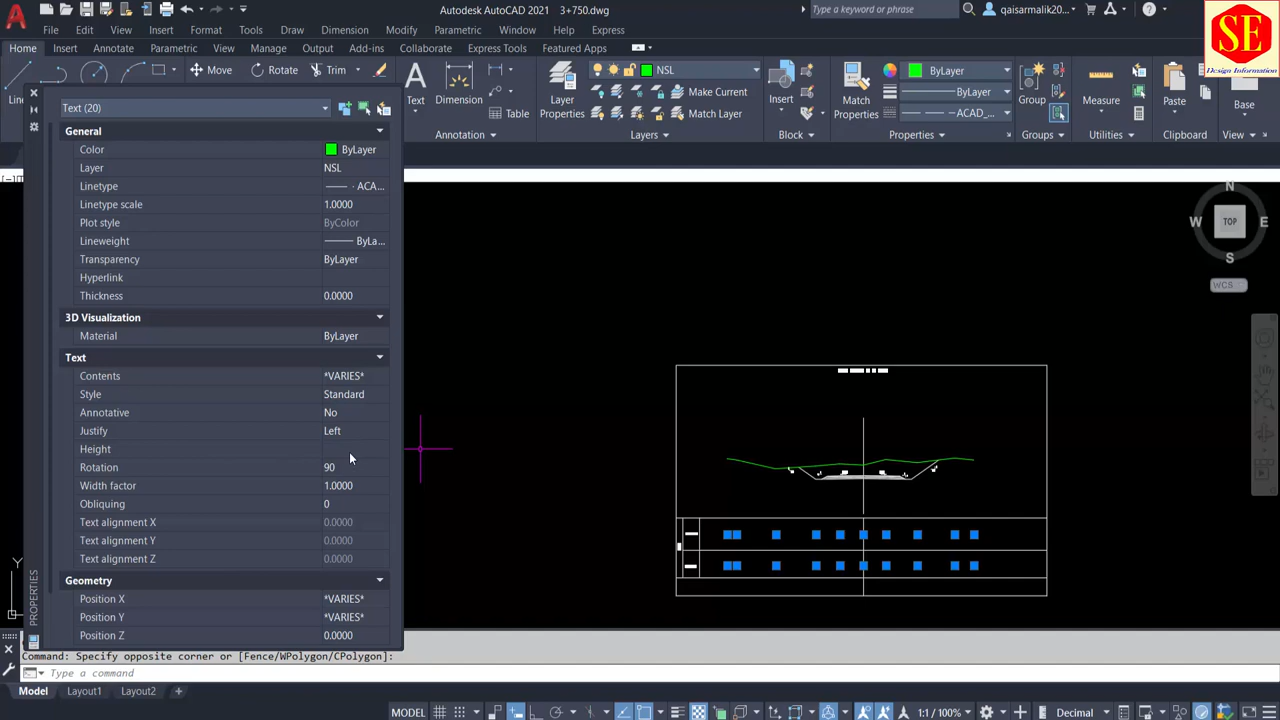 Autodesk AutoCAD 2021 3+750.dwg
Type a keyword or phrase
qaisarmalik20...
SE
Design Information
File Edit View Insert Format Tools Draw Dimension Modify Parametric Window Help Express
Home Insert Annotate Parametric View Manage Output Add-ins Collaborate Express Tools Featured Apps
Move Rotate Trim
Text Dimension
Table
Annotation
Layer Properties
NSL
Make Current
Match Layer
Layers
Insert
Block
Match Properties
ByLayer
ByLayer
ACAD_...
Properties
Group
Groups
Measure
Utilities
Paste
Clipboard
Base
View
Text (20)
General
Color ByLayer
Layer NSL
Linetype ACA...
Linetype scale 1.0000
Plot style ByColor
Lineweight ByLa...
Transparency ByLayer
Hyperlink
Thickness 0.0000
3D Visualization
Material ByLayer
Text
Contents *VARIES*
Style Standard
Annotative No
Justify Left
Height
Rotation 90
Width factor 1.0000
Obliquing 0
Text alignment X 0.0000
Text alignment Y 0.0000
Text alignment Z 0.0000
Geometry
Position X *VARIES*
Position Y *VARIES*
Position Z 0.0000
PROPERTIES
N
W TOP E
S
WCS
Y
Command: Specify opposite corner or [Fence/WPolygon/CPolygon]:
Type a command
Model Layout1 Layout2 +
MODEL 1:1 / 100% Decimal